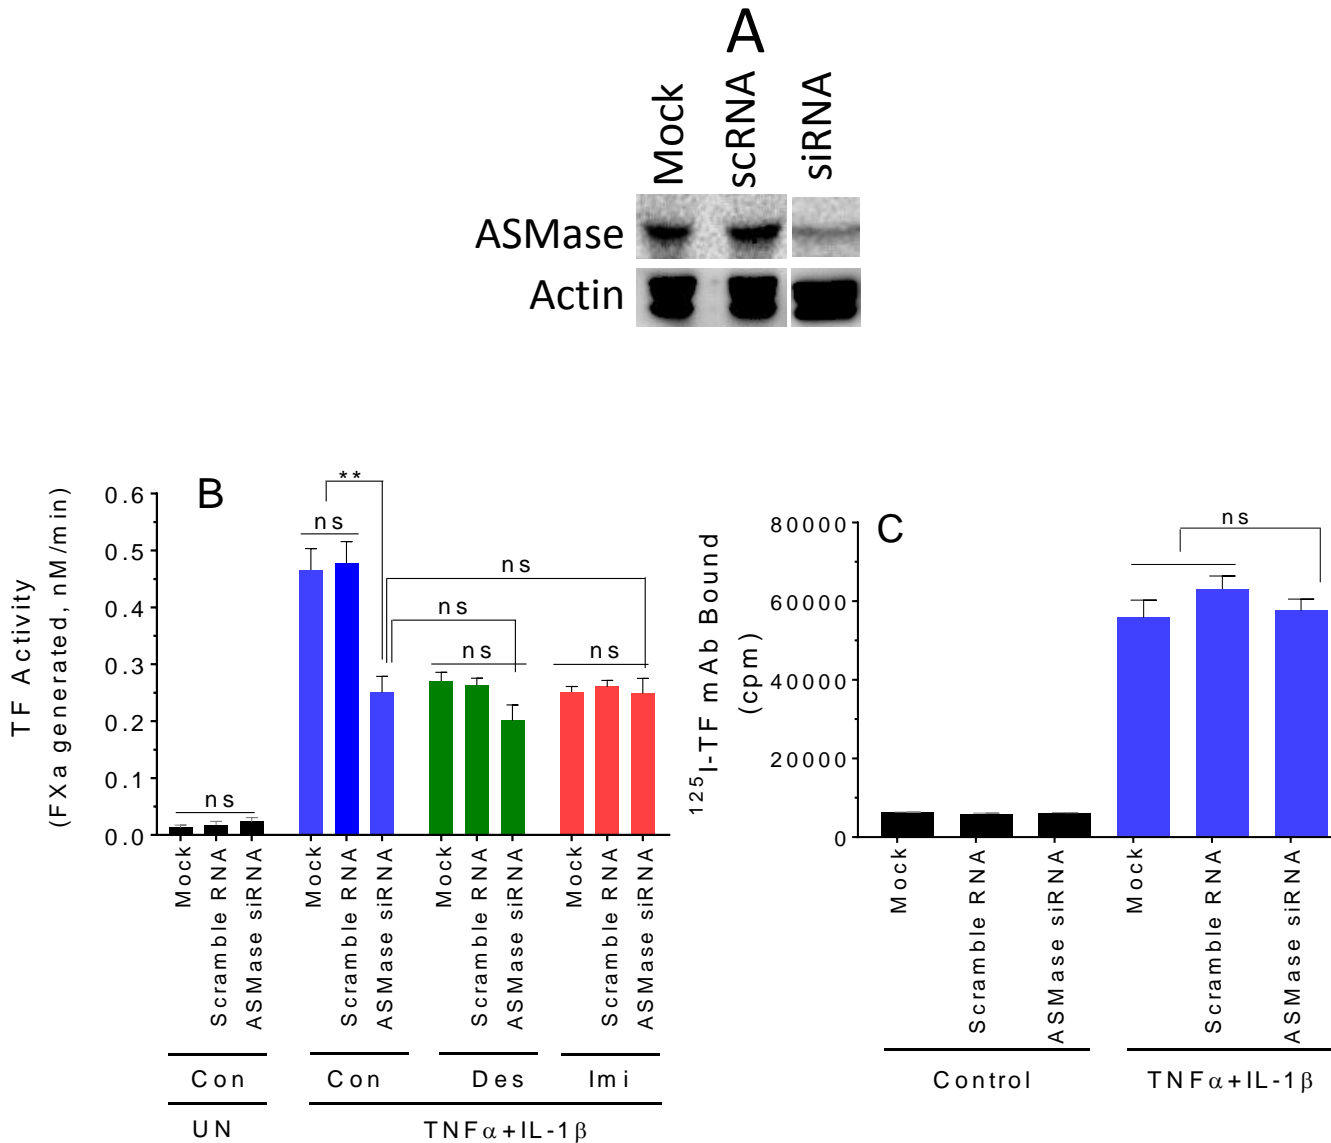 A
Mock
scRNA
siRNA
ASMase
Actin
B
TF Activity
(FXa generated, nM/min)
0.6
0.5
0.4
0.3
0.2
0.1
0.0
ns
ns
**
ns
ns
ns
ns
Mock
Scramble RNA
ASMase siRNA
Mock
Scramble RNA
ASMase siRNA
Mock
Scramble RNA
ASMase siRNA
Mock
Scramble RNA
ASMase siRNA
Con
Con
Des
Imi
UN
TNFα+IL-1β
C
¹²⁵I-TF mAb Bound
(cpm)
80000
60000
40000
20000
0
ns
Mock
Scramble RNA
ASMase siRNA
Mock
Scramble RNA
ASMase siRNA
Control
TNFα+IL-1β